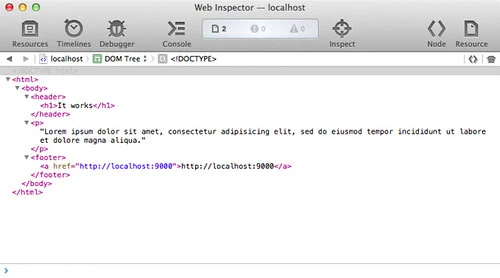 Web Inspector — localhost
2 0 0
Resources Timelines Debugger Console Inspect Node Resource
localhost DOM Tree <!DOCTYPE>
<!DOCTYPE html>
<html>
<body>
<header>
<h1>It works</h1>
</header>
<p>
"Lorem ipsum dolor sit amet, consectetur adipisicing elit, sed do eiusmod tempor incididunt ut labore
et dolore magna aliqua."
</p>
<footer>
<a href="http://localhost:9000">http://localhost:9000</a>
</footer>
</body>
</html>